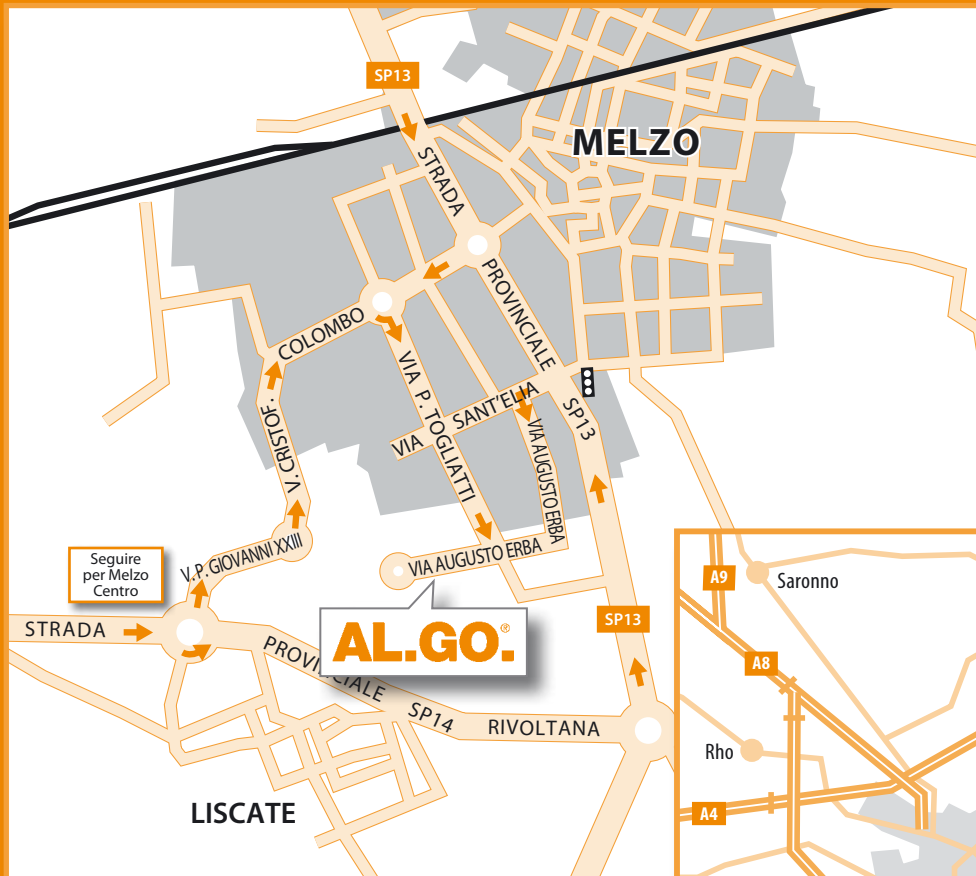 SP13
MELZO
STRADA
PROVINCIALE
COLOMBO
VIA P. TOGLIATTI
VIA SANT'ELIA
SP13
V. CRISTOF.
VIA AUGUSTO ERBA
V.P. GIOVANNI XXIII
VIA AUGUSTO ERBA
Seguire
per Melzo
Centro
STRADA
PROVINCIALE
SP14
RIVOLTANA
AL.GO.®
SP13
LISCATE
A9
Saronno
A8
Rho
A4